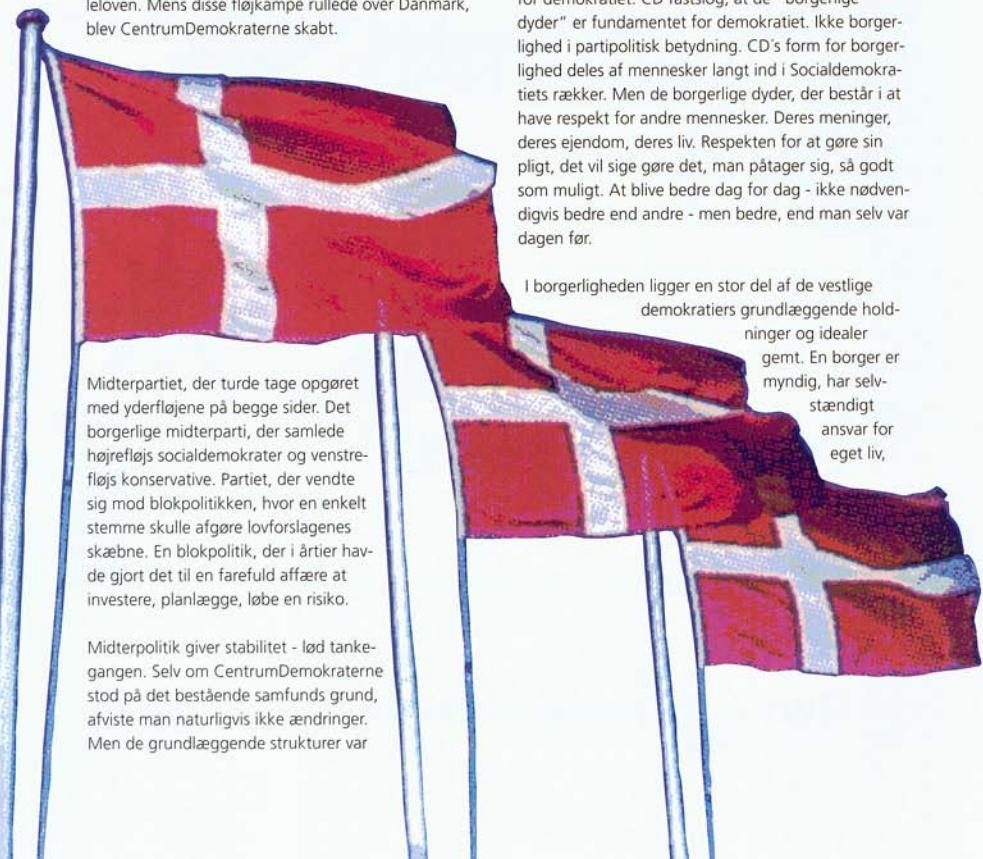 leloven. Mens disse fløjkampe rullede over Danmark,
blev CentrumDemokraterne skabt.
Midterpartiet, der turde tage opgøret
med yderfløjene på begge sider. Det
borgerlige midterparti, der samlede
højrefløjs socialdemokrater og venstre-
fløjs konservative. Partiet, der vendte
sig mod blokpolitikken, hvor en enkelt
stemme skulle afgøre lovforslagenes
skæbne. En blokpolitik, der i årtier hav-
de gjort det til en farefuld affære at
investere, planlægge, løbe en risiko.
Midterpolitik giver stabilitet - lød tanke-
gangen. Selv om CentrumDemokraterne
stod på det bestående samfunds grund,
afviste man naturligvis ikke ændringer.
Men de grundlæggende strukturer var
for demokratiet. CD fastslog, at de "borgerlige
dyder" er fundamentet for demokratiet. Ikke borger-
lighed i partipolitisk betydning. CD's form for borger-
lighed deles af mennesker langt ind i Socialdemokra-
tiets rækker. Men de borgerlige dyder, der består i at
have respekt for andre mennesker. Deres meninger,
deres ejendom, deres liv. Respekten for at gøre sin
pligt, det vil sige gøre det, man påtager sig, så godt
som muligt. At blive bedre dag for dag - ikke nødven-
digvis bedre end andre - men bedre, end man selv var
dagen før.
I borgerligheden ligger en stor del af de vestlige
demokratiers grundlæggende hold-
ninger og idealer
gemt. En borger er
myndig, har selv-
stændigt
ansvar for
eget liv,